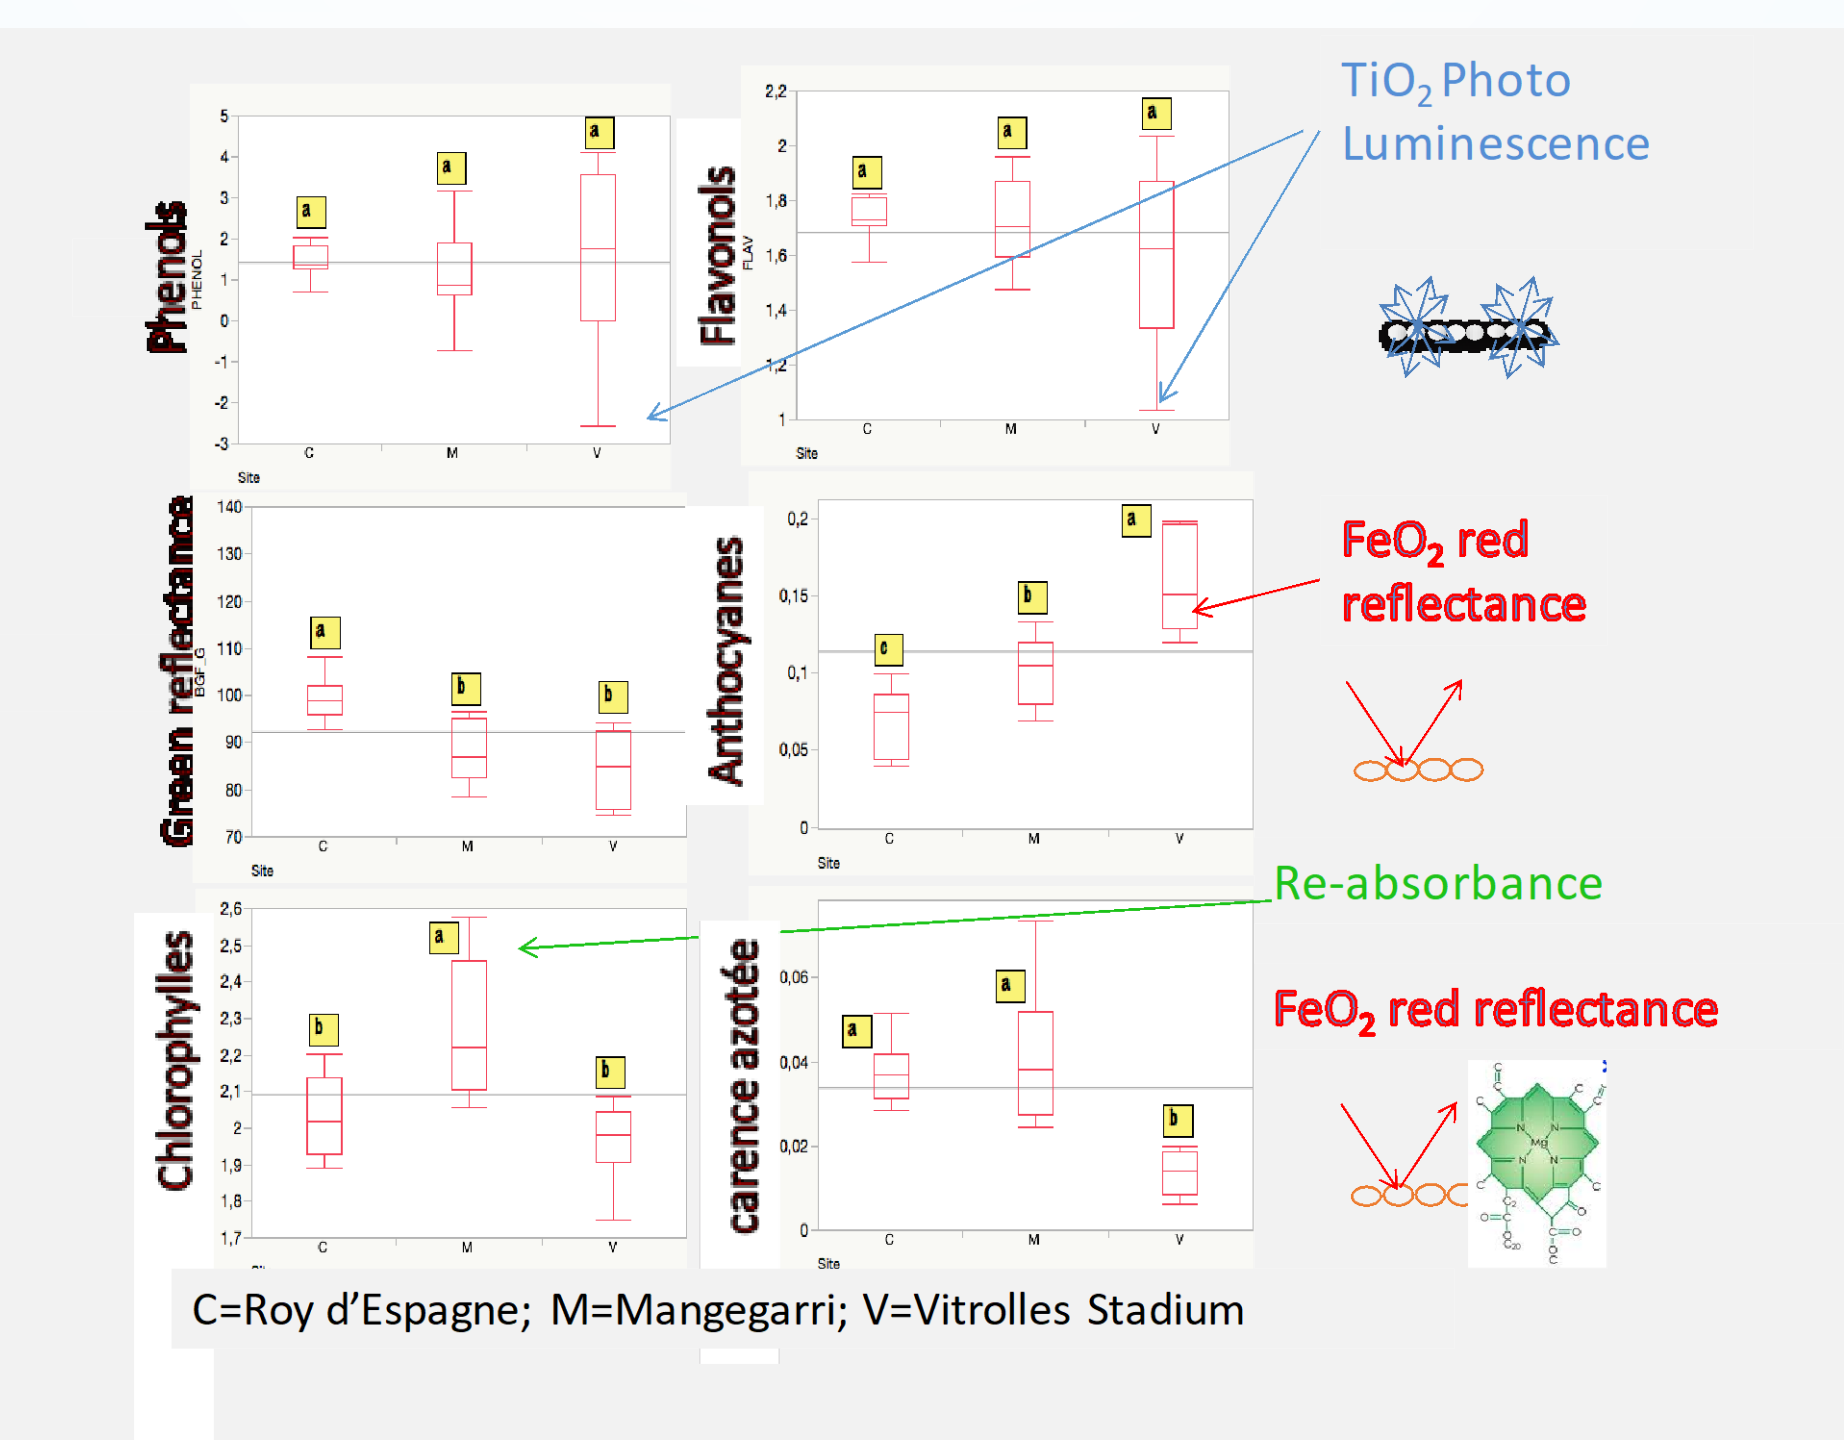 Phenols
PHENOL
5
4
3
2
1
0
-1
-2
-3
a
a
a
C
M
V
Site
Flavonols
FLAV
2,2
2
1,8
1,6
1,4
1,2
1
a
a
a
C
M
V
Site
TiO2 Photo
Luminescence
Green reflectance
BGF_G
140
130
120
110
100
90
80
70
a
b
b
C
M
V
Site
Anthocyanes
0,2
0,15
0,1
0,05
0
c
b
a
C
M
V
Site
FeO2 red
reflectance
Chlorophylles
2,6
2,5
2,4
2,3
2,2
2,1
2
1,9
1,8
1,7
b
a
b
C
M
V
carence azotée
0,06
0,04
0,02
0
a
a
b
C
M
V
Site
Re-absorbance
FeO2 red reflectance
C
C
C
C
C
N
N
Mg
N
N
C
C
C2
O=C
O
C20
O
C=O
O
C
C=Roy d’Espagne; M=Mangegarri; V=Vitrolles Stadium